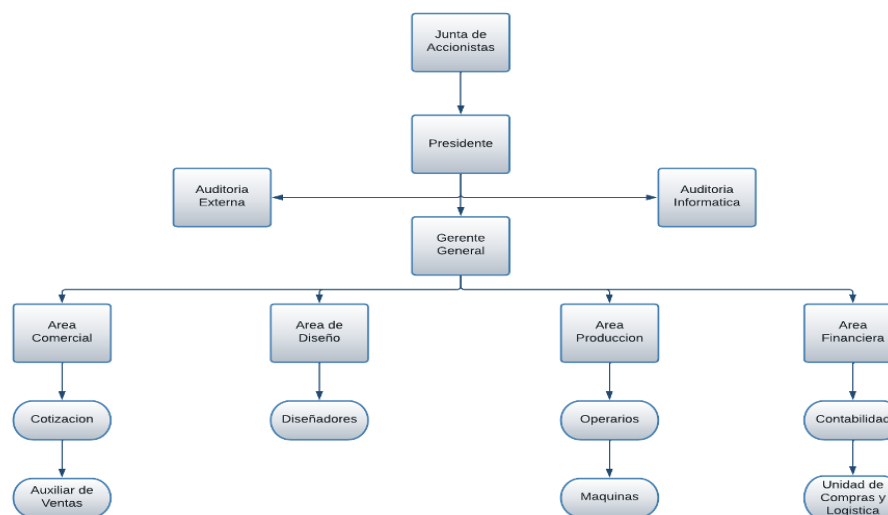 Junta de
Accionistas
Presidente
Auditoria
Externa
Auditoria
Informatica
Gerente
General
Area
Comercial
Area de
Diseño
Area
Produccion
Area
Financiera
Cotizacion
Diseñadores
Operarios
Contabilidad
Auxiliar de
Ventas
Maquinas
Unidad de
Compras y
Logistica